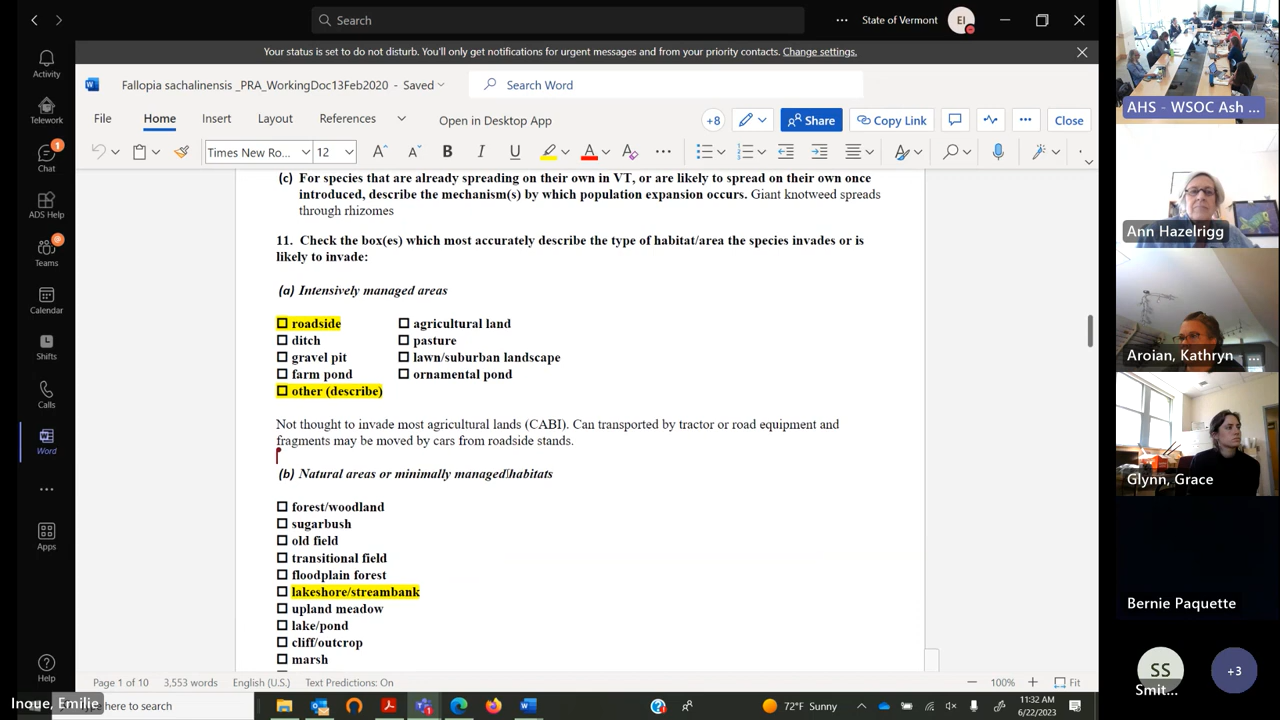 Search
State of Vermont
EI
Your status is set to do not disturb. You'll only get notifications for urgent messages and from your priority contacts. Change settings.
Activity
Telework
Chat
1
ADS Help
Teams
Calendar
Shifts
Calls
Word
Apps
Help
Fallopia sachalinensis _PRA_WorkingDoc13Feb2020 - Saved
Search Word
File
Home
Insert
Layout
References
Open in Desktop App
+8
Share
Copy Link
Close
Times New Ro...
12
(c) For species that are already spreading on their own in VT, or are likely to spread on their own once
introduced, describe the mechanism(s) by which population expansion occurs. Giant knotweed spreads
through rhizomes
11. Check the box(es) which most accurately describe the type of habitat/area the species invades or is
likely to invade:
(a) Intensively managed areas
roadside agricultural land
ditch pasture
gravel pit lawn/suburban landscape
farm pond ornamental pond
other (describe)
Not thought to invade most agricultural lands (CABI). Can transported by tractor or road equipment and
fragments may be moved by cars from roadside stands.
(b) Natural areas or minimally managed habitats
forest/woodland
sugarbush
old field
transitional field
floodplain forest
lakeshore/streambank
upland meadow
lake/pond
cliff/outcrop
marsh
Page 1 of 10 3,553 words English (U.S.) Text Predictions: On
100% Fit
Inoue, Emilie
here to search
72°F Sunny
11:32 AM
6/22/2023
AHS - WSOC Ash ...
Ann Hazelrigg
Aroian, Kathryn - ...
Glynn, Grace
Bernie Paquette
SS
Smit...
+3